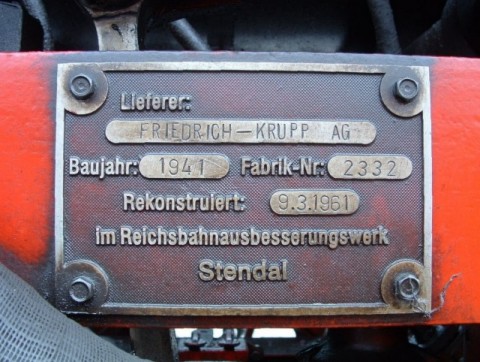 Lieferer:
FRIEDRICH-KRUPP AG
Baujahr: 1941 Fabrik-Nr: 2332
Rekonstruiert: 9.3.1961
im Reichsbahnausbesserungswerk
Stendal